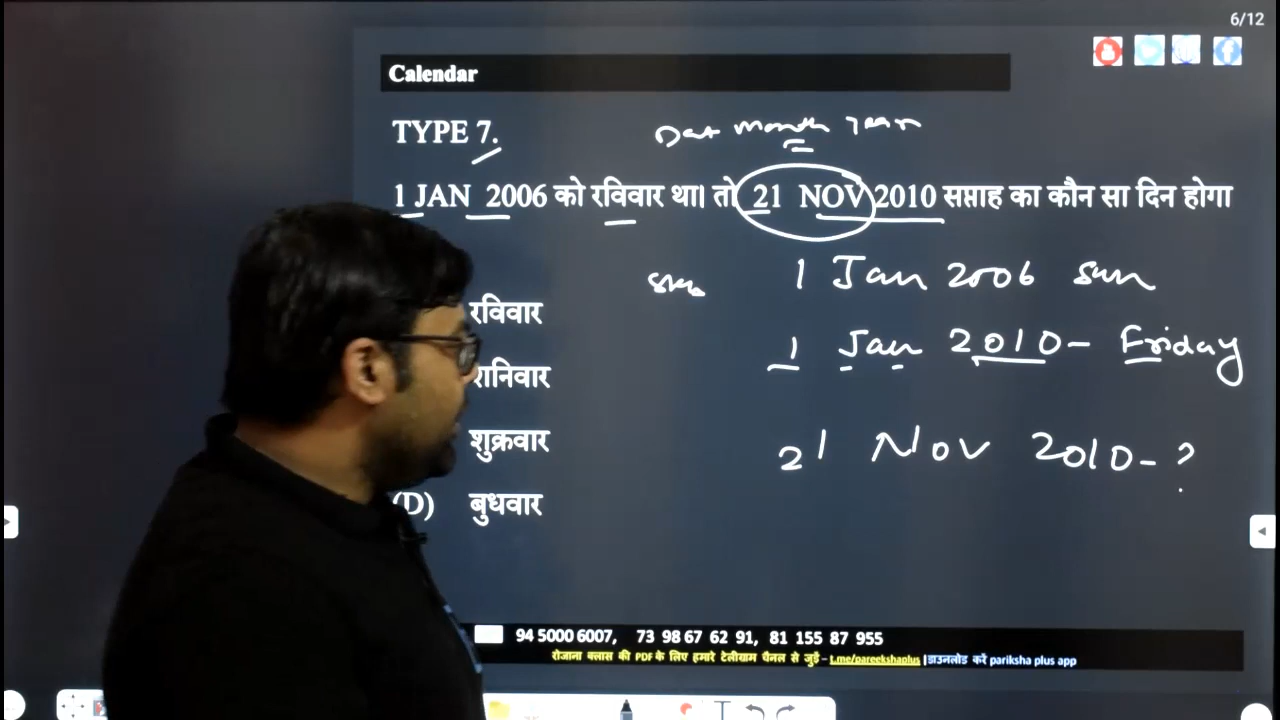 6/12
Calendar
TYPE 7.
Dat month year
1 JAN 2006 को रविवार था। तो 21 NOV 2010 सप्ताह का कौन सा दिन होगा
1 Jan 2006 sun
रविवार
1 Jan 2010 - Friday
शनिवार
शुक्रवार
21 Nov 2010 - ?
(D) बुधवार
94 5000 6007, 73 98 67 62 91, 81 155 87 955
रोजाना क्लास की PDF के लिए हमारे टेलीग्राम चैनल से जुड़ें - t.me/pareekshaplus | डाउनलोड करें pariksha plus app